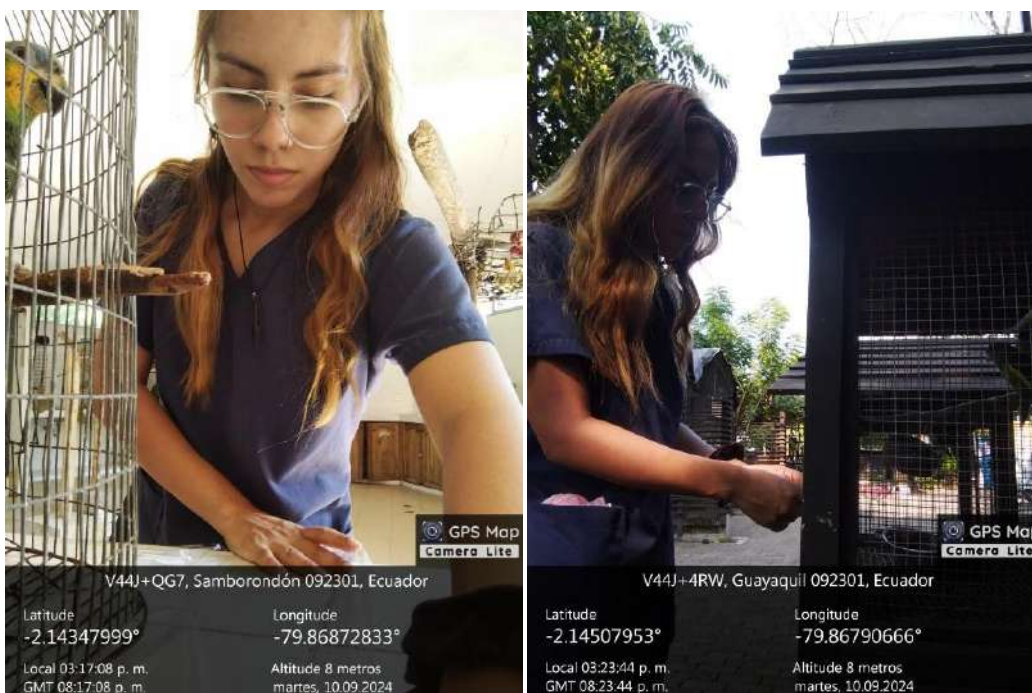 GPS Map
Camera Lite
V44J+QG7, Samborondón 092301, Ecuador
Latitude
-2.14347999°
Longitude
-79.86872833°
Local 03:17:08 p. m.
GMT 08:17:08 p. m.
Altitude 8 metros
martes, 10.09.2024
GPS Map
Camera Lite
V44J+4RW, Guayaquil 092301, Ecuador
Latitude
-2.14507953°
Longitude
-79.86790666°
Local 03:23:44 p. m.
GMT 08:23:44 p. m.
Altitude 8 metros
martes, 10.09.2024